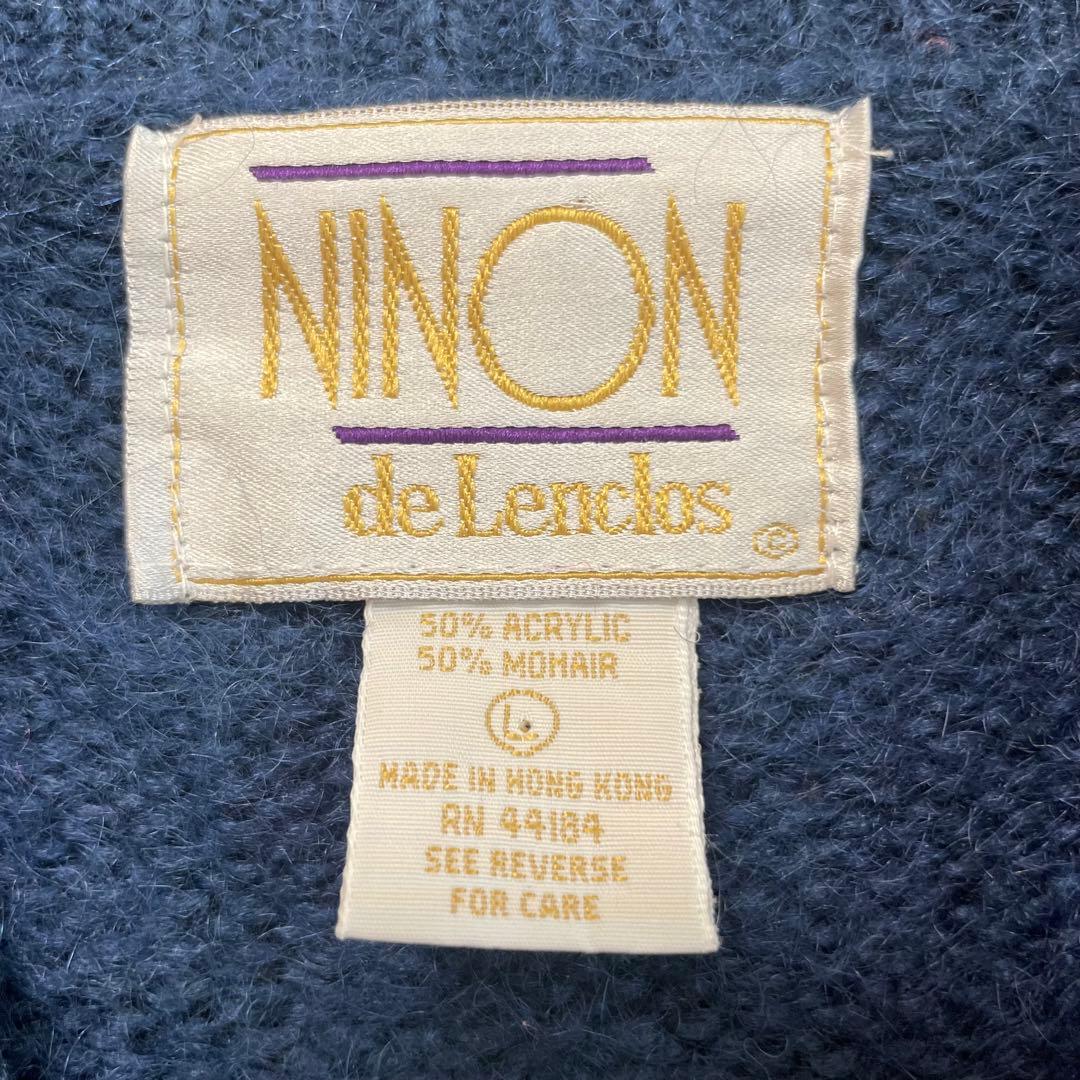 NINON
de Lenclos ©
50% ACRYLIC
50% MOHAIR
L
MADE IN HONG KONG
RN 44184
SEE REVERSE
FOR CARE